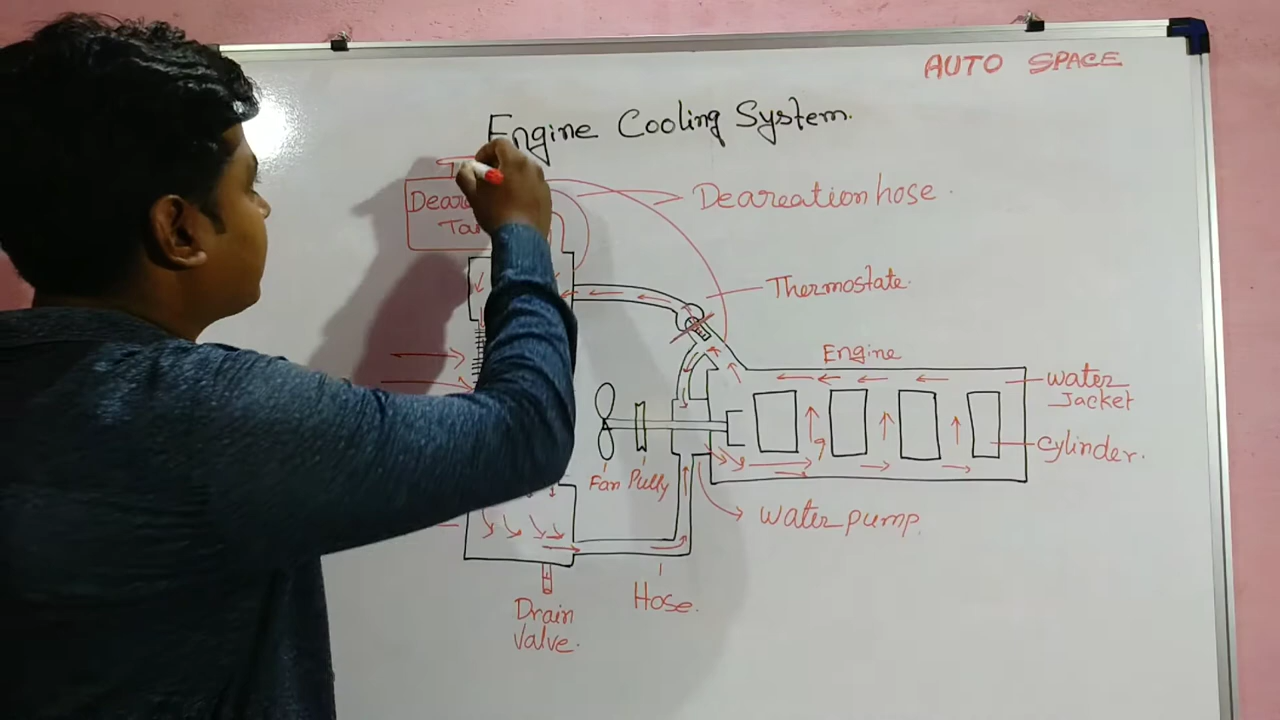 AUTO SPACE
Engine Cooling System.
Deareation hose.
Thermostate.
Engine
water
Jacket
Cylinder.
Fan Pully
water pump.
Hose.
Drain
Valve.